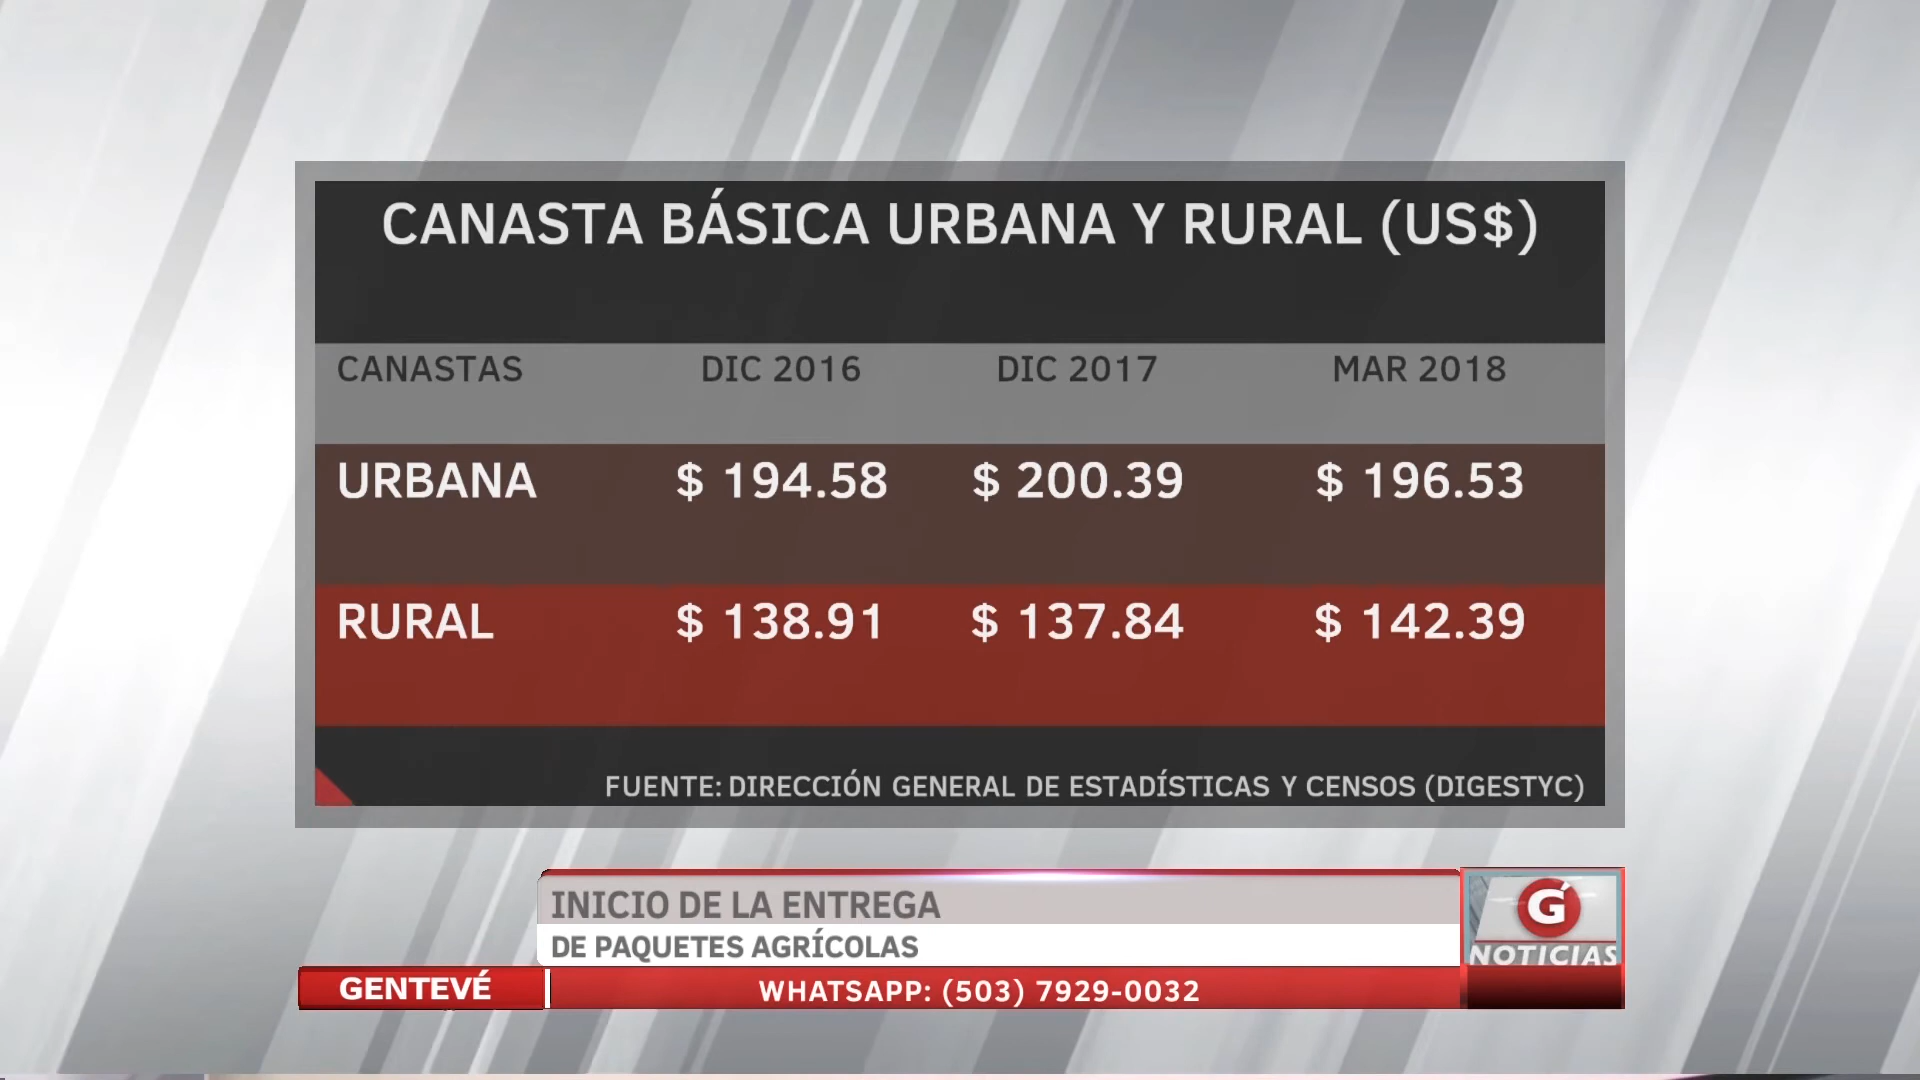 CANASTA BÁSICA URBANA Y RURAL (US$)
CANASTAS DIC 2016 DIC 2017 MAR 2018
URBANA $ 194.58 $ 200.39 $ 196.53
RURAL $ 138.91 $ 137.84 $ 142.39
FUENTE: DIRECCIÓN GENERAL DE ESTADÍSTICAS Y CENSOS (DIGESTYC)
INICIO DE LA ENTREGA
DE PAQUETES AGRÍCOLAS
G
NOTICIAS
GENTEVÉ WHATSAPP: (503) 7929-0032